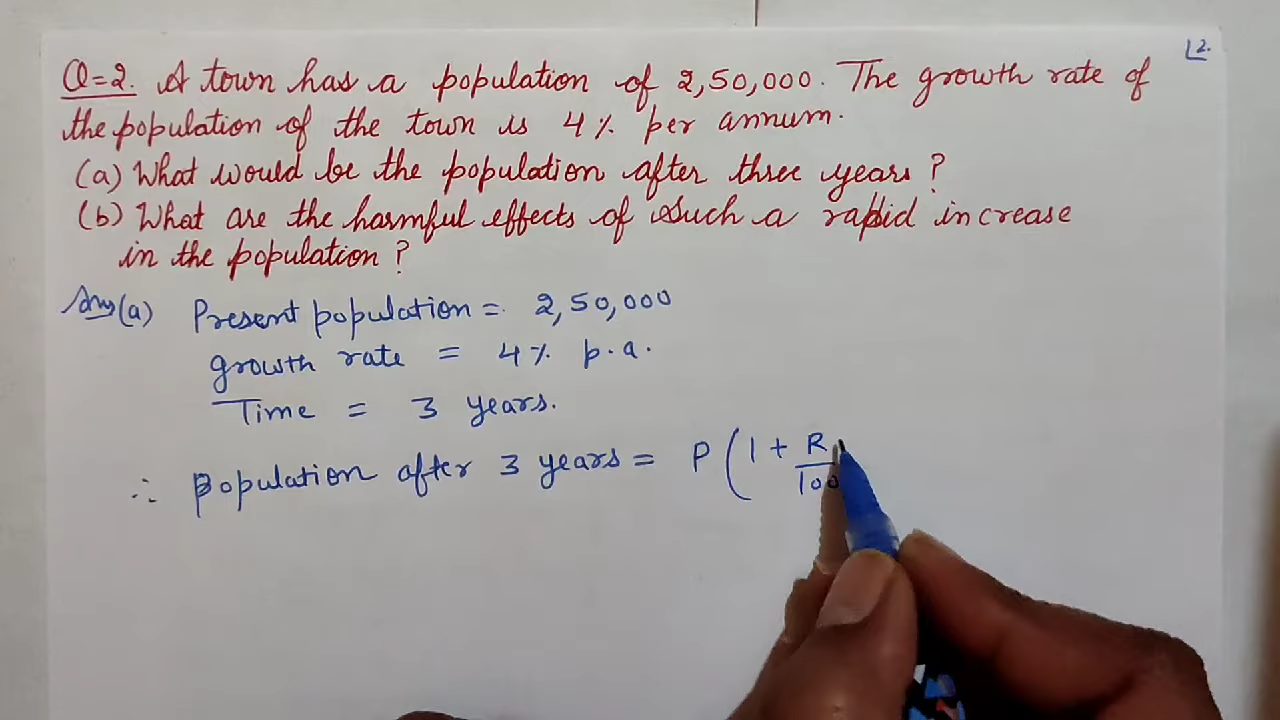 L2.
Q=2. A town has a population of 2,50,000. The growth rate of
the population of the town is 4% per annum.
(a) What would be the population after three years?
(b) What are the harmful effects of such a rapid increase
in the population?
Ans(a) Present population = 2,50,000
growth rate = 4% p.a.
Time = 3 years.
∴ Population after 3 years = P(1 + R/100